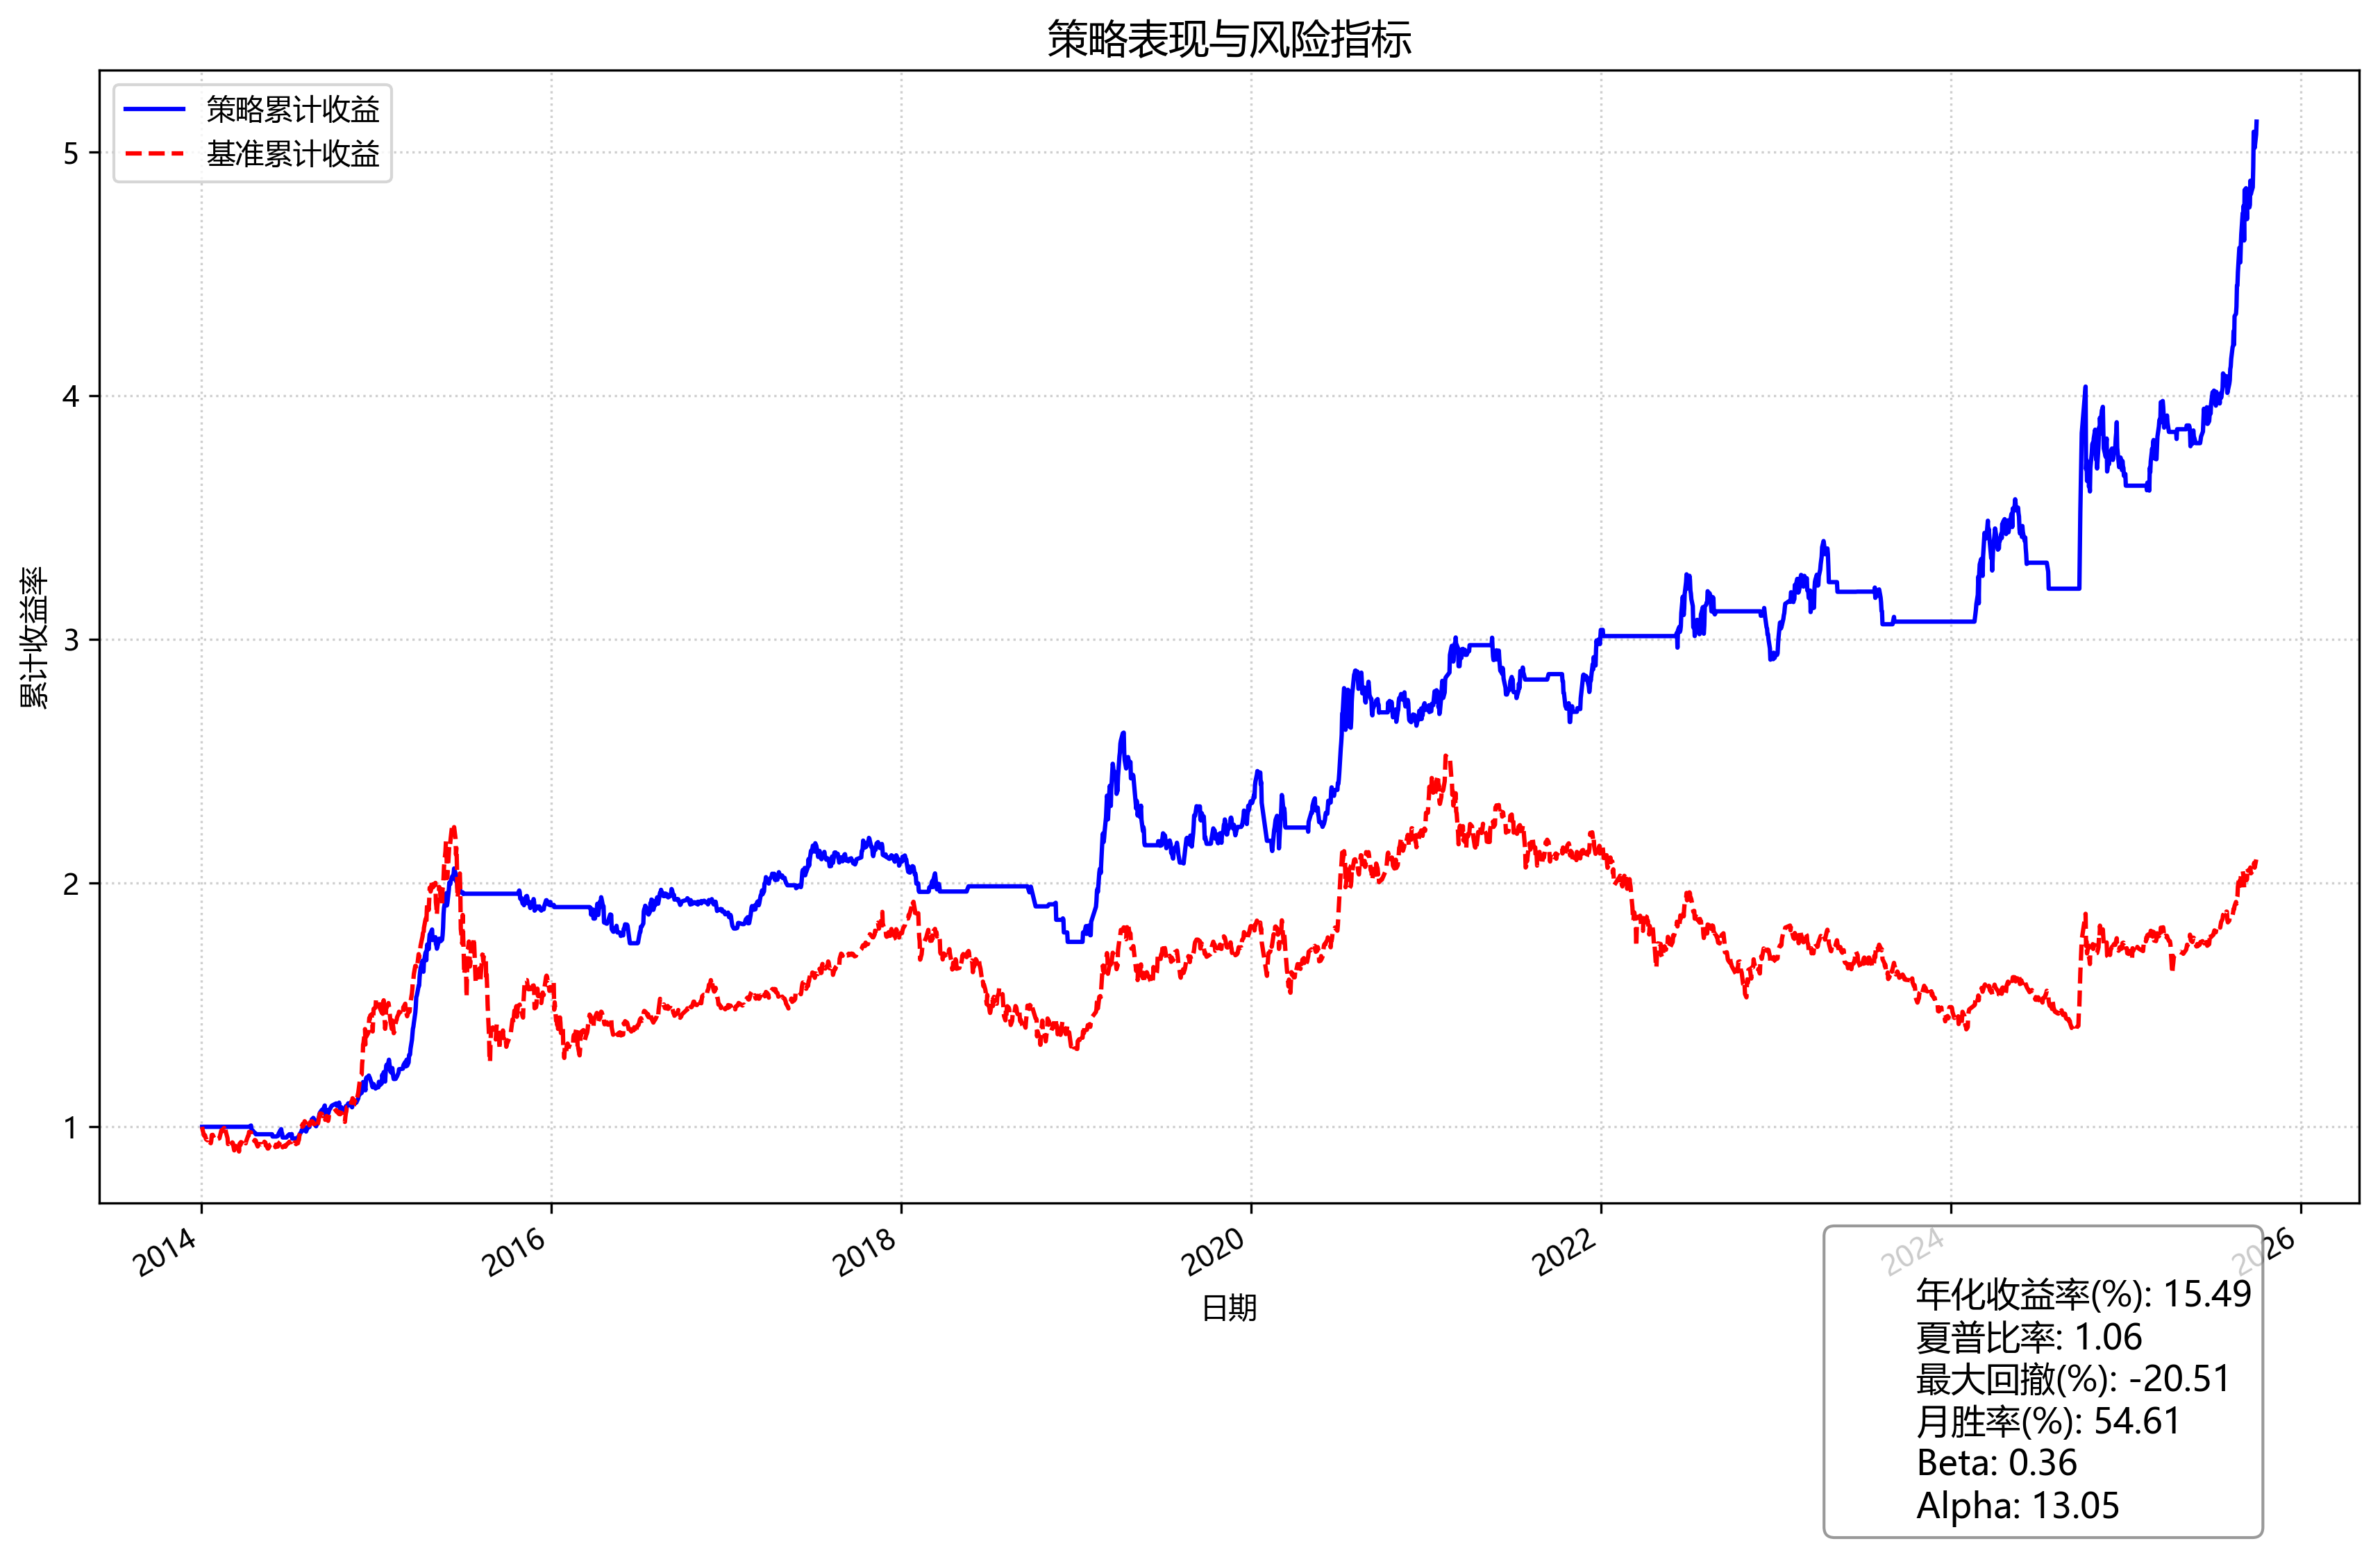 策略表现与风险指标
策略累计收益
基准累计收益
5
4
3
2
1
累计收益率
2014
2016
2018
2020
2022
2024
2026
日期
年化收益率(%): 15.49
夏普比率: 1.06
最大回撤(%): -20.51
月胜率(%): 54.61
Beta: 0.36
Alpha: 13.05